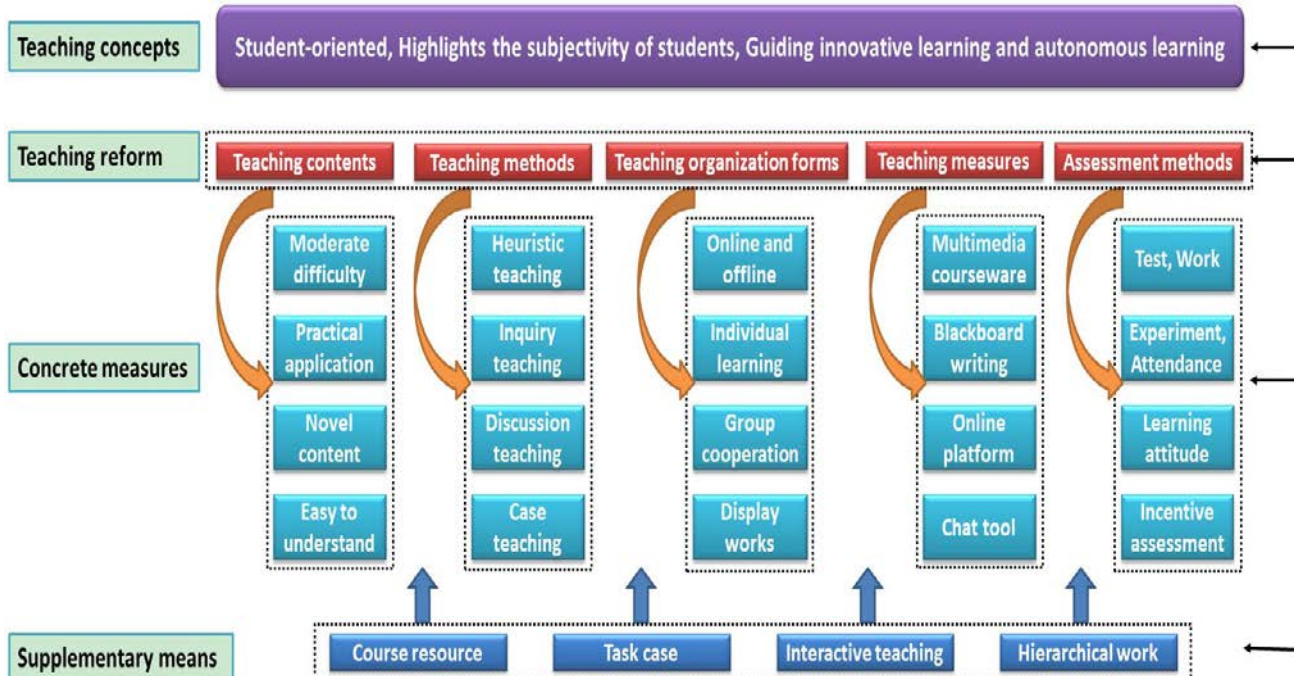 Teaching concepts
Student-oriented, Highlights the subjectivity of students, Guiding innovative learning and autonomous learning
Teaching reform
Teaching contents
Teaching methods
Teaching organization forms
Teaching measures
Assessment methods
Concrete measures
Moderate
difficulty
Practical
application
Novel
content
Easy to
understand
Heuristic
teaching
Inquiry
teaching
Discussion
teaching
Case
teaching
Online and
offline
Individual
learning
Group
cooperation
Display
works
Multimedia
courseware
Blackboard
writing
Online
platform
Chat tool
Test, Work
Experiment,
Attendance
Learning
attitude
Incentive
assessment
Supplementary means
Course resource
Task case
Interactive teaching
Hierarchical work